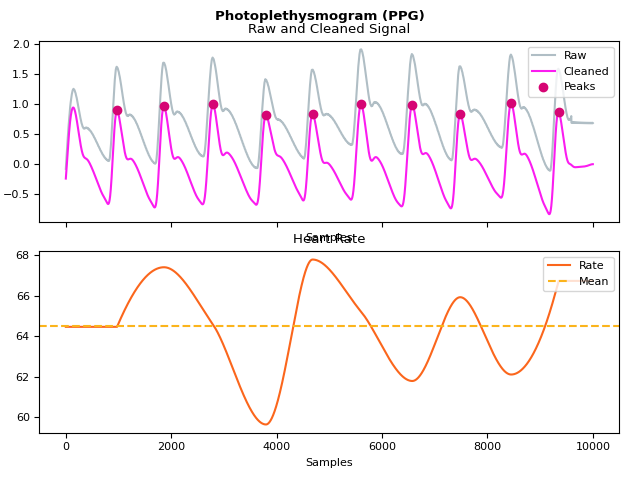 Photoplethysmogram (PPG)
Raw and Cleaned Signal
2.0
1.5
1.0
0.5
0.0
−0.5
Raw
Cleaned
Peaks
Samples
Heart Rate
68
66
64
62
60
Rate
Mean
0 2000 4000 6000 8000 10000
Samples